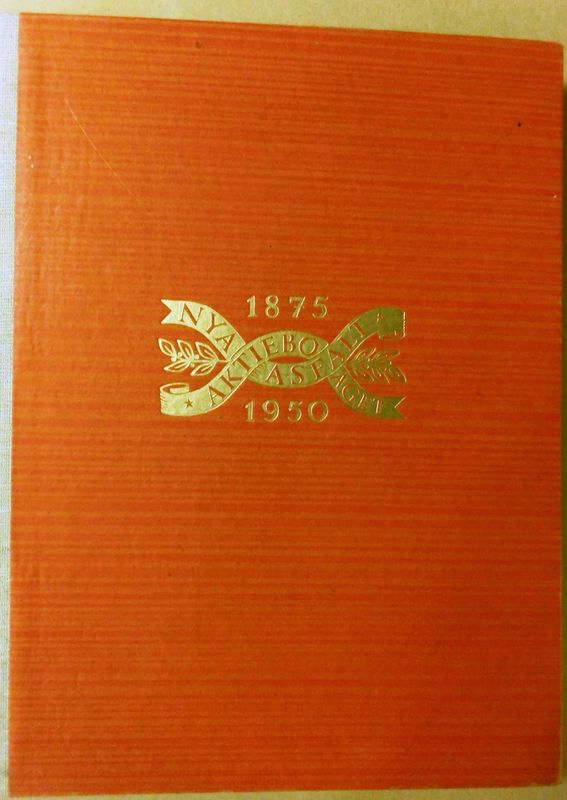 1875
NYA ASFALT
AKTIEBOLAGET
1950